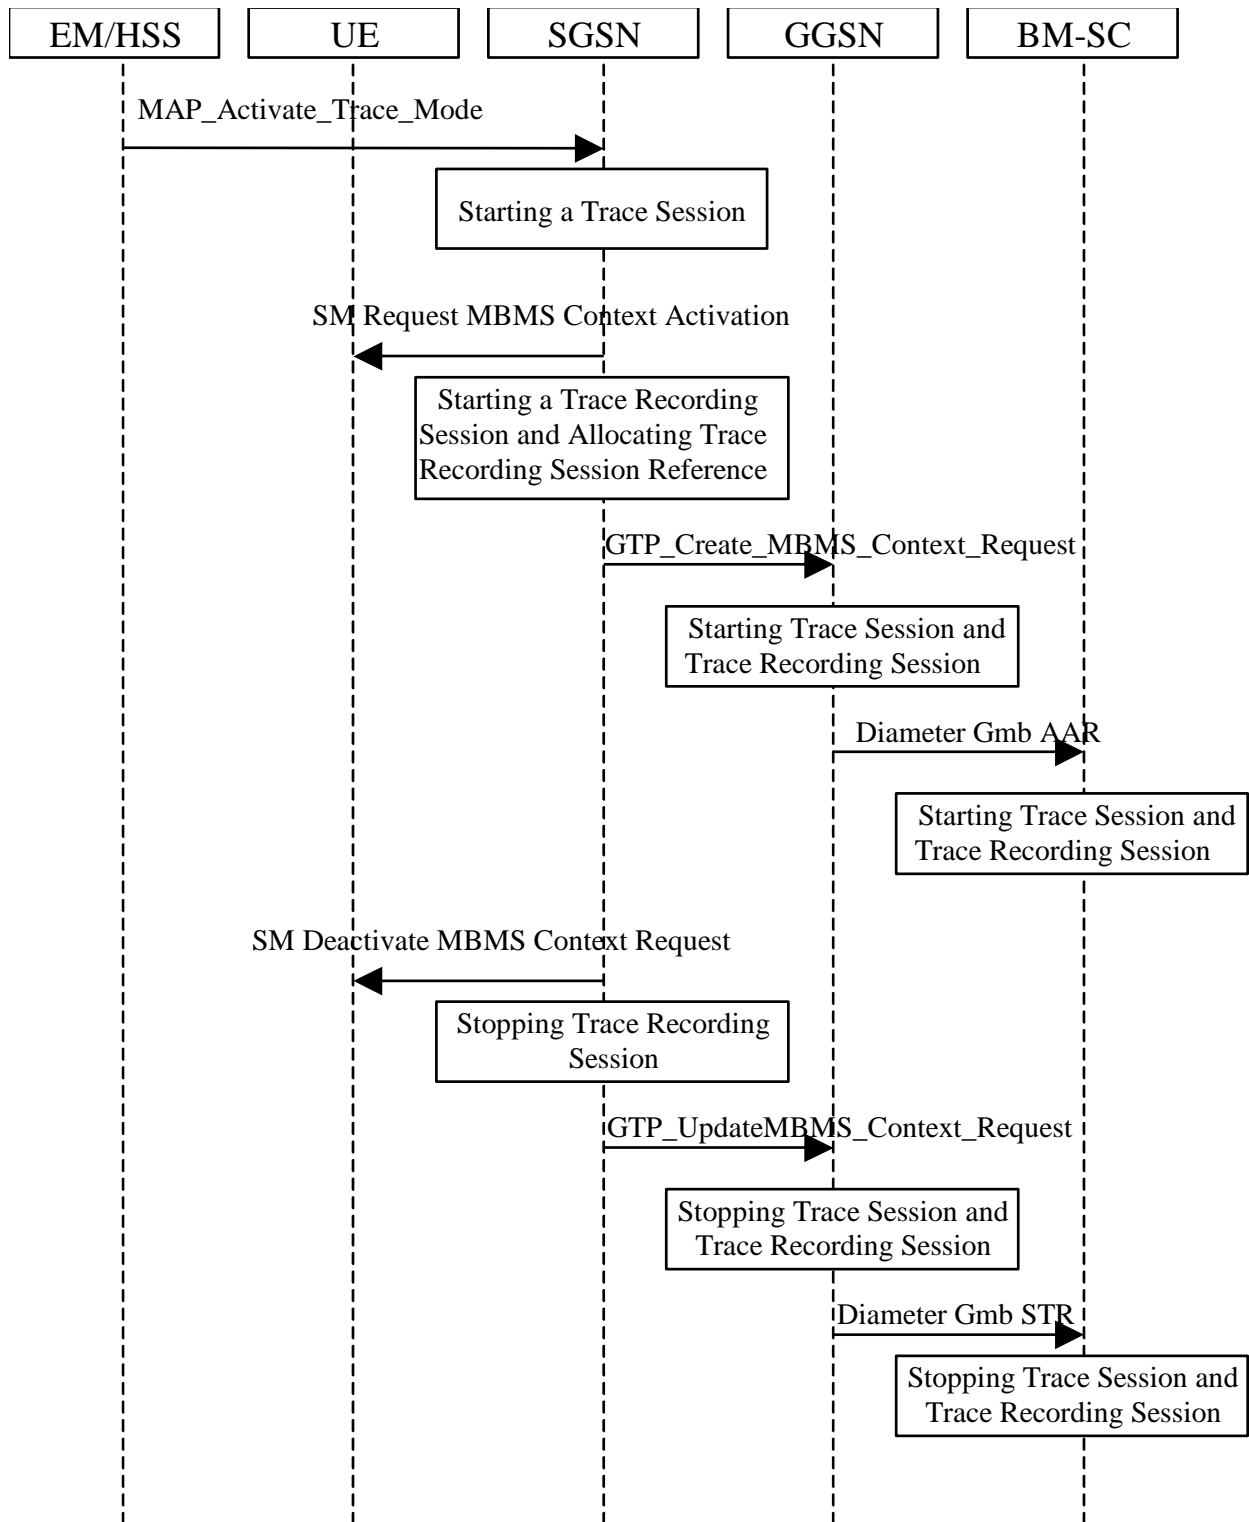 EM/HSS UE SGSN GGSN BM-SC
MAP_Activate_Trace_Mode
Starting a Trace Session
SM Request MBMS Context Activation
Starting a Trace Recording
Session and Allocating Trace
Recording Session Reference
GTP_Create_MBMS_Context_Request
Starting Trace Session and
Trace Recording Session
Diameter Gmb AAR
Starting Trace Session and
Trace Recording Session
SM Deactivate MBMS Context Request
Stopping Trace Recording
Session
GTP_UpdateMBMS_Context_Request
Stopping Trace Session and
Trace Recording Session
Diameter Gmb STR
Stopping Trace Session and
Trace Recording Session